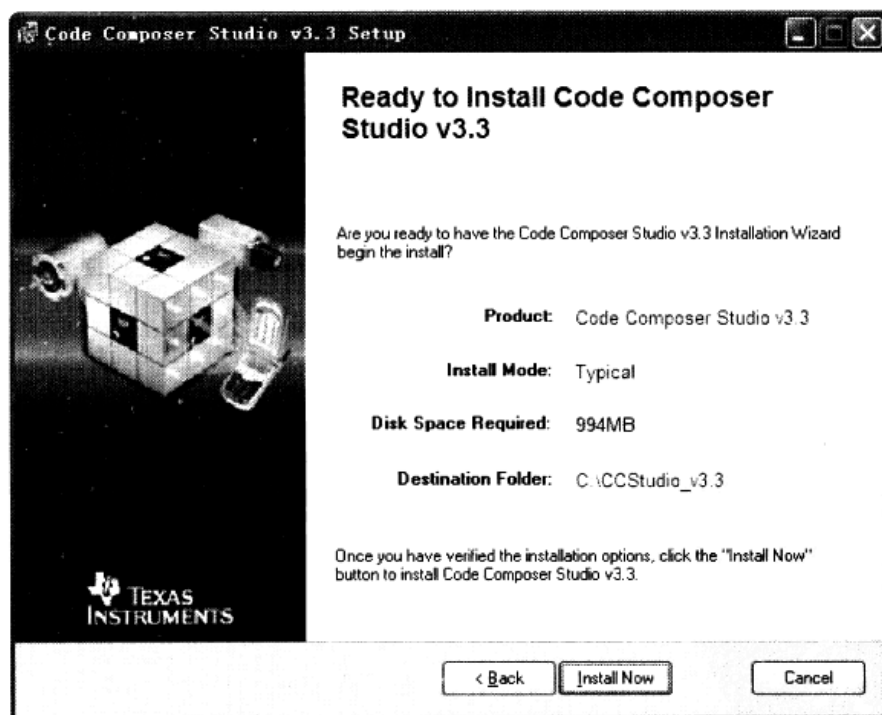 Code Composer Studio v3.3 Setup
Ready to Install Code Composer
Studio v3.3
Are you ready to have the Code Composer Studio v3.3 Installation Wizard
begin the install?
Product: Code Composer Studio v3.3
Install Mode: Typical
Disk Space Required: 994MB
Destination Folder: C:\CCStudio_v3.3
Once you have verified the installation options, click the "Install Now"
button to install Code Composer Studio v3.3.
TEXAS
INSTRUMENTS
< Back
Install Now
Cancel